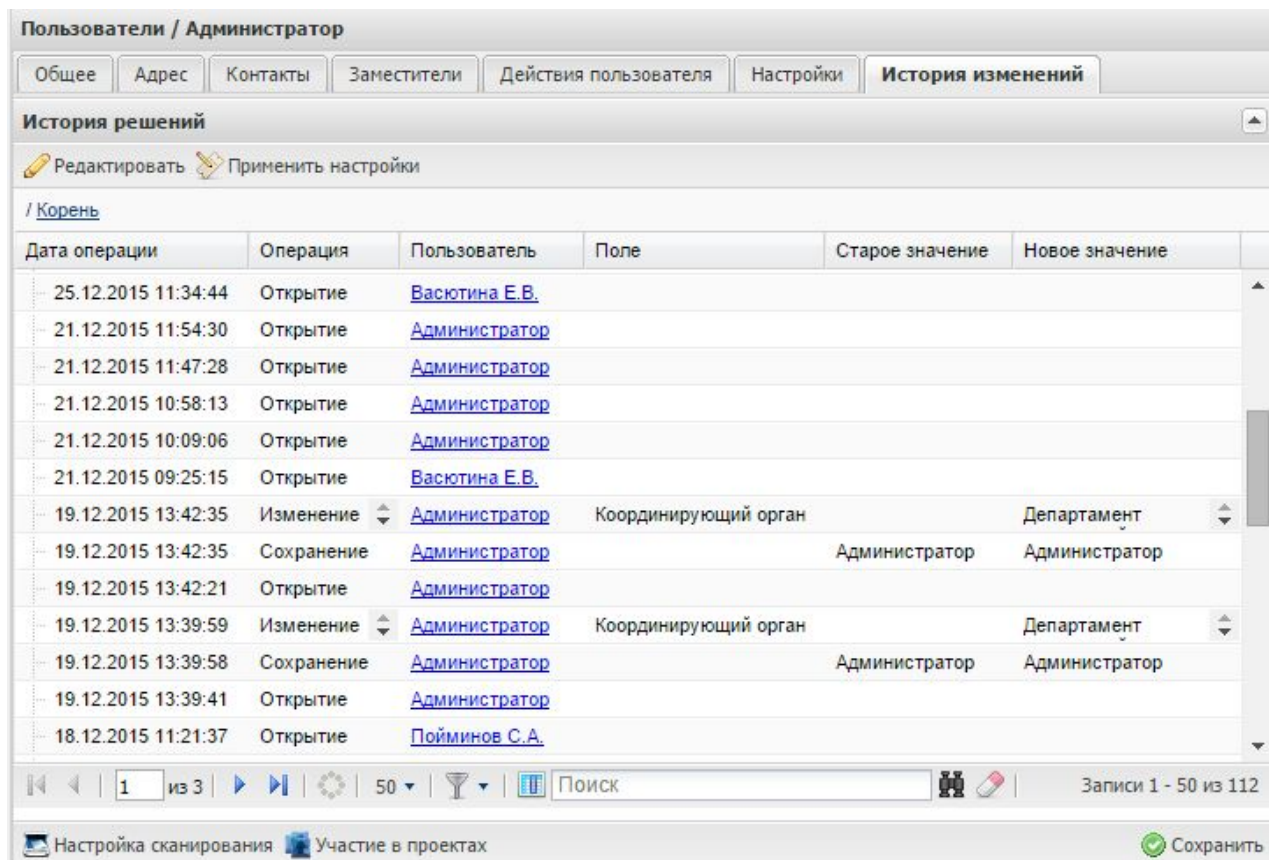 Пользователи / Администратор
Общее Адрес Контакты Заместители Действия пользователя Настройки История изменений
История решений
Редактировать Применить настройки
/ Корень
Дата операции Операция Пользователь Поле Старое значение Новое значение
25.12.2015 11:34:44 Открытие Васютина Е.В.
21.12.2015 11:54:30 Открытие Администратор
21.12.2015 11:47:28 Открытие Администратор
21.12.2015 10:58:13 Открытие Администратор
21.12.2015 10:09:06 Открытие Администратор
21.12.2015 09:25:15 Открытие Васютина Е.В.
19.12.2015 13:42:35 Изменение Администратор Координирующий орган Департамент
19.12.2015 13:42:35 Сохранение Администратор Администратор Администратор
19.12.2015 13:42:21 Открытие Администратор
19.12.2015 13:39:59 Изменение Администратор Координирующий орган Департамент
19.12.2015 13:39:58 Сохранение Администратор Администратор Администратор
19.12.2015 13:39:41 Открытие Администратор
18.12.2015 11:21:37 Открытие Пойминов С.А.
1 из 3 50 Поиск Записи 1 - 50 из 112
Настройка сканирования Участие в проектах Сохранить